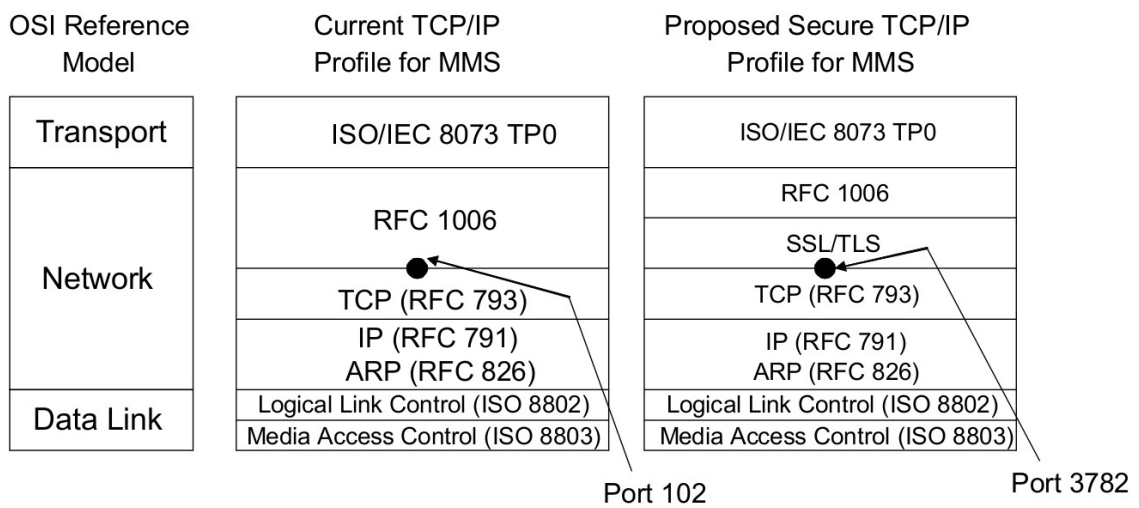 OSI Reference
Model
Current TCP/IP
Profile for MMS
Proposed Secure TCP/IP
Profile for MMS
Transport
Network
Data Link
ISO/IEC 8073 TP0
RFC 1006
TCP (RFC 793)
IP (RFC 791)
ARP (RFC 826)
Logical Link Control (ISO 8802)
Media Access Control (ISO 8803)
Port 102
ISO/IEC 8073 TP0
RFC 1006
SSL/TLS
TCP (RFC 793)
IP (RFC 791)
ARP (RFC 826)
Logical Link Control (ISO 8802)
Media Access Control (ISO 8803)
Port 3782